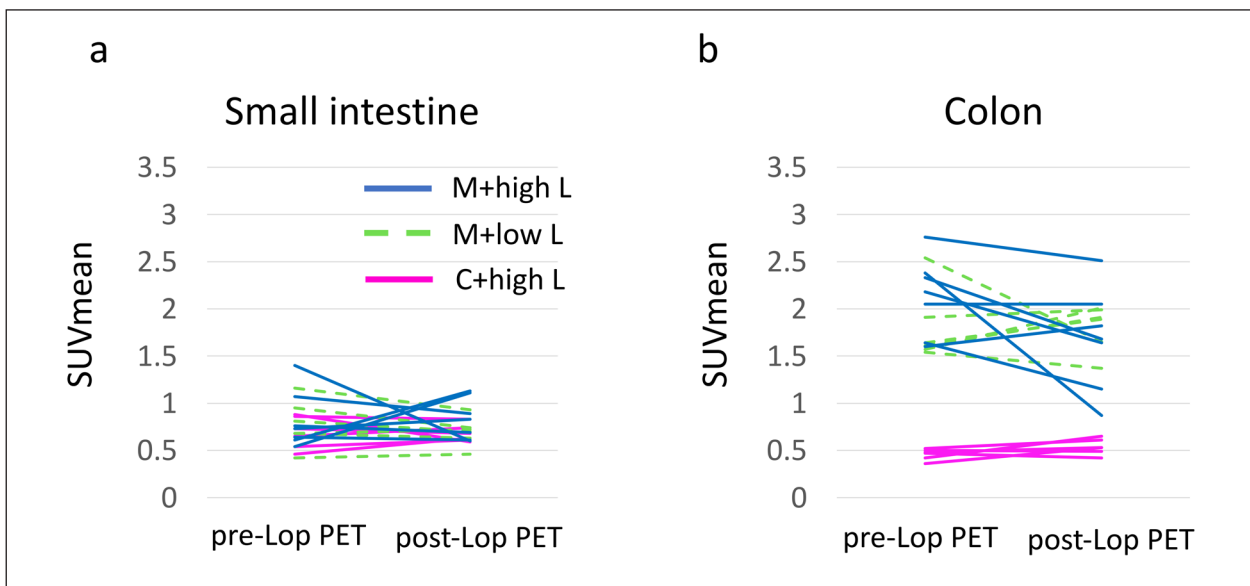 a
Small intestine
SUVmean
3.5
3
2.5
2
1.5
1
0.5
0
M+high L
M+low L
C+high L
pre-Lop PET
post-Lop PET
b
Colon
SUVmean
3.5
3
2.5
2
1.5
1
0.5
0
pre-Lop PET
post-Lop PET